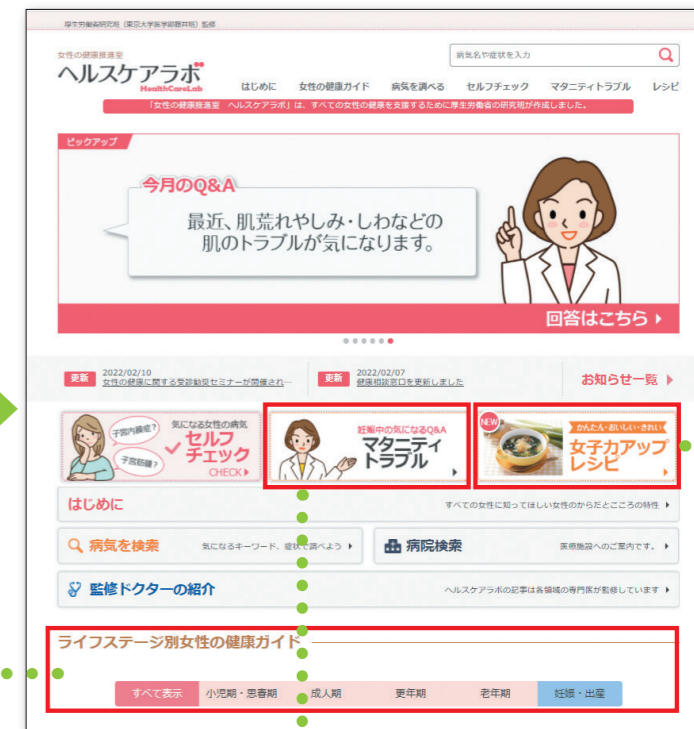 厚生労働省研究班（東京大学医学部藤井班）監修
女性の健康推進室
ヘルスケアラボ
HealthCareLab
病気名や症状を入力
はじめに 女性の健康ガイド 病気を調べる セルフチェック マタニティトラブル レシピ
「女性の健康推進室 ヘルスケアラボ」は、すべての女性の健康を支援するために厚生労働省の研究班が作成しました。
ピックアップ
今月のQ&A
最近、肌荒れやしみ・しわなどの
肌のトラブルが気になります。
回答はこちら
更新 2022/02/10
女性の健康に関する受診勧奨セミナーが開催され…
更新 2022/02/07
健康相談窓口を更新しました
お知らせ一覧
子宮内膜症?
子宮筋腫?
気になる女性の病気
セルフ
チェック
CHECK
妊娠中の気になるQ&A
マタニティ
トラブル
NEW
かんたん・おいしい・きれい
女子力アップ
レシピ
はじめに すべての女性に知ってほしい女性のからだとこころの特性
病気を検索 気になるキーワード、症状で調べよう
病院検索 医療施設へのご案内です。
監修ドクターの紹介 ヘルスケアラボの記事は各領域の専門医が監修しています
ライフステージ別女性の健康ガイド
すべて表示 小児期・思春期 成人期 更年期 老年期 妊娠・出産